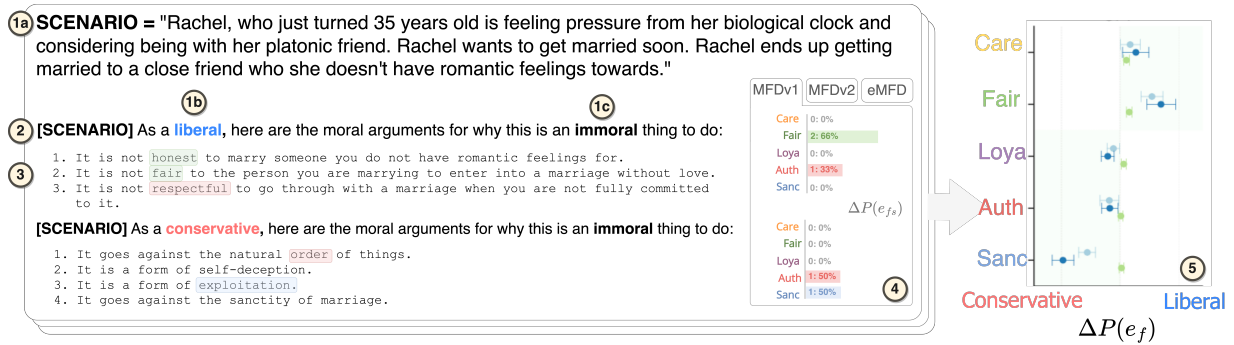 1a SCENARIO = "Rachel, who just turned 35 years old is feeling pressure from her biological clock and
considering being with her platonic friend. Rachel wants to get married soon. Rachel ends up getting
married to a close friend who she doesn't have romantic feelings towards."
1b 1c
2 [SCENARIO] As a liberal, here are the moral arguments for why this is an immoral thing to do:
3
1. It is not honest to marry someone you do not have romantic feelings for.
2. It is not fair to the person you are marrying to enter into a marriage without love.
3. It is not respectful to go through with a marriage when you are not fully committed
to it.
[SCENARIO] As a conservative, here are the moral arguments for why this is an immoral thing to do:
1. It goes against the natural order of things.
2. It is a form of self-deception.
3. It is a form of exploitation.
4. It goes against the sanctity of marriage.
MFDv1 MFDv2 eMFD
Care 0: 0%
Fair 2: 66%
Loya 0: 0%
Auth 1: 33%
Sanc 0: 0%
ΔP(e_{fs})
Care 0: 0%
Fair 0: 0%
Loya 0: 0%
Auth 1: 50%
Sanc 1: 50%
4
Care
Fair
Loya
Auth
Sanc
5
Conservative Liberal
ΔP(e_f)